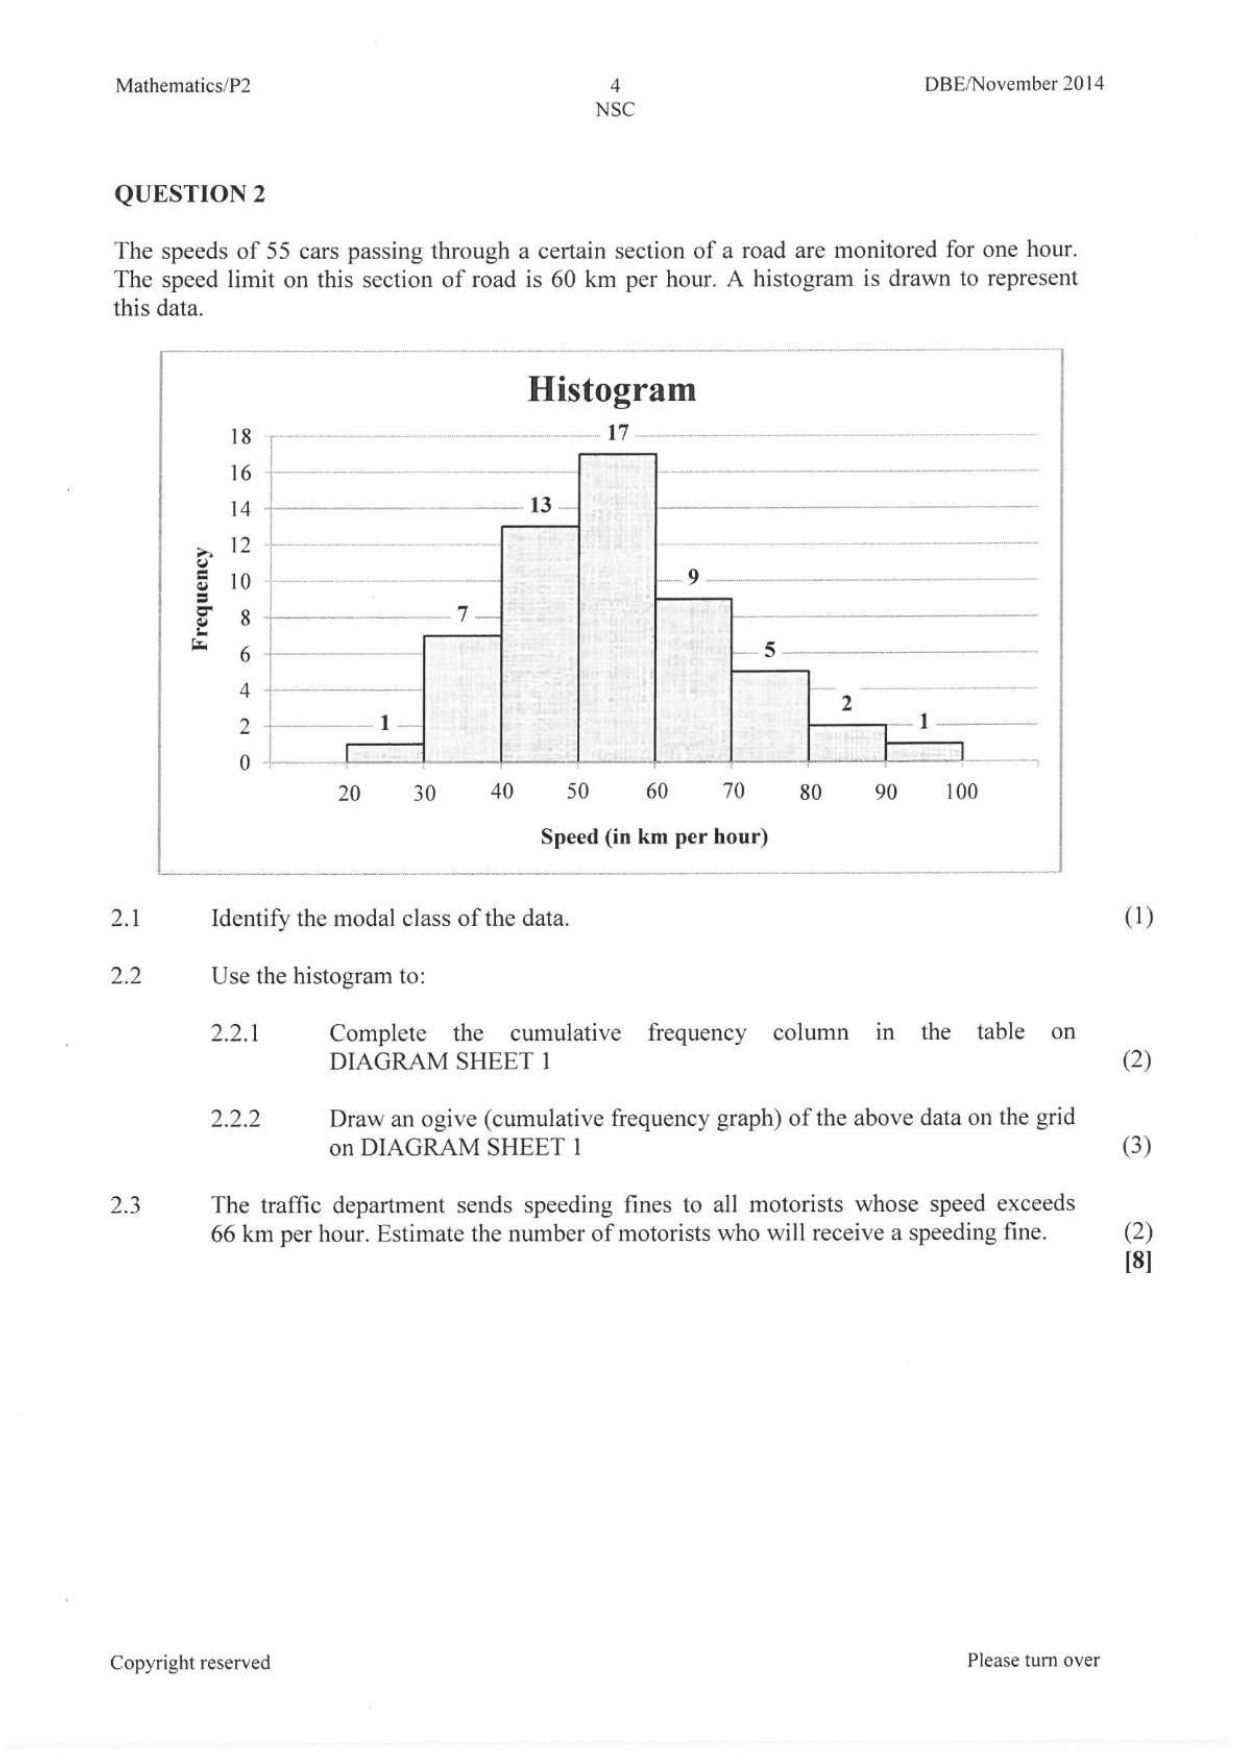 Mathematics/P2 4 DBE/November 2014
NSC
QUESTION 2
The speeds of 55 cars passing through a certain section of a road are monitored for one hour.
The speed limit on this section of road is 60 km per hour. A histogram is drawn to represent
this data.
Histogram
18
16
14
12
10
8
6
4
2
0
Frequency
1
7
13
17
9
5
2
1
20 30 40 50 60 70 80 90 100
Speed (in km per hour)
2.1 Identify the modal class of the data. (1)
2.2 Use the histogram to:
2.2.1 Complete the cumulative frequency column in the table on
DIAGRAM SHEET 1 (2)
2.2.2 Draw an ogive (cumulative frequency graph) of the above data on the grid
on DIAGRAM SHEET 1 (3)
2.3 The traffic department sends speeding fines to all motorists whose speed exceeds
66 km per hour. Estimate the number of motorists who will receive a speeding fine. (2)
[8]
Copyright reserved Please turn over